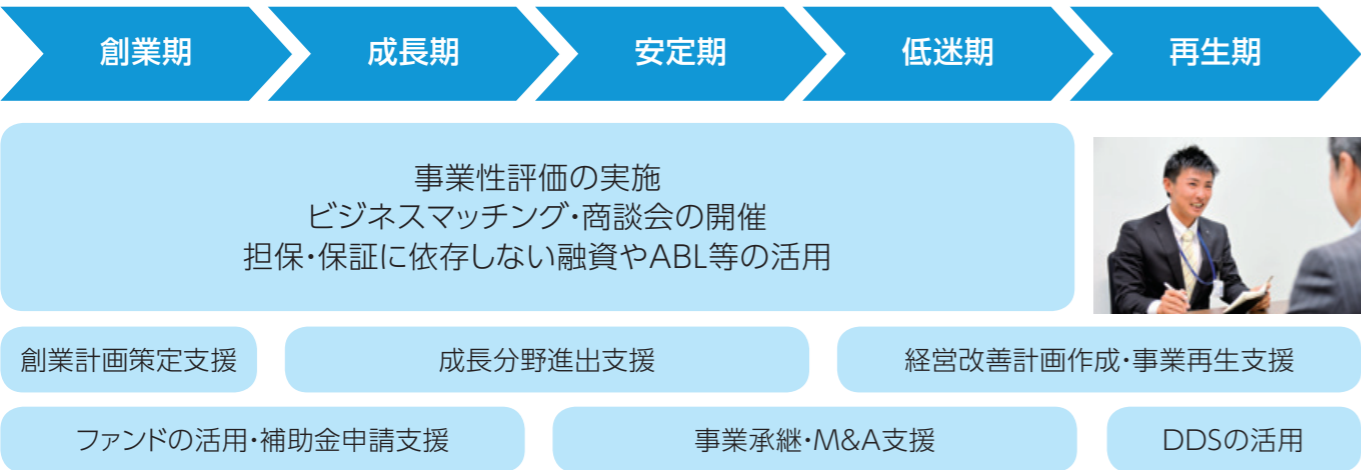 創業期
成長期
安定期
低迷期
再生期
事業性評価の実施
ビジネスマッチング・商談会の開催
担保・保証に依存しない融資やABL等の活用
創業計画策定支援
成長分野進出支援
経営改善計画作成・事業再生支援
ファンドの活用・補助金申請支援
事業承継・M&A支援
DDSの活用